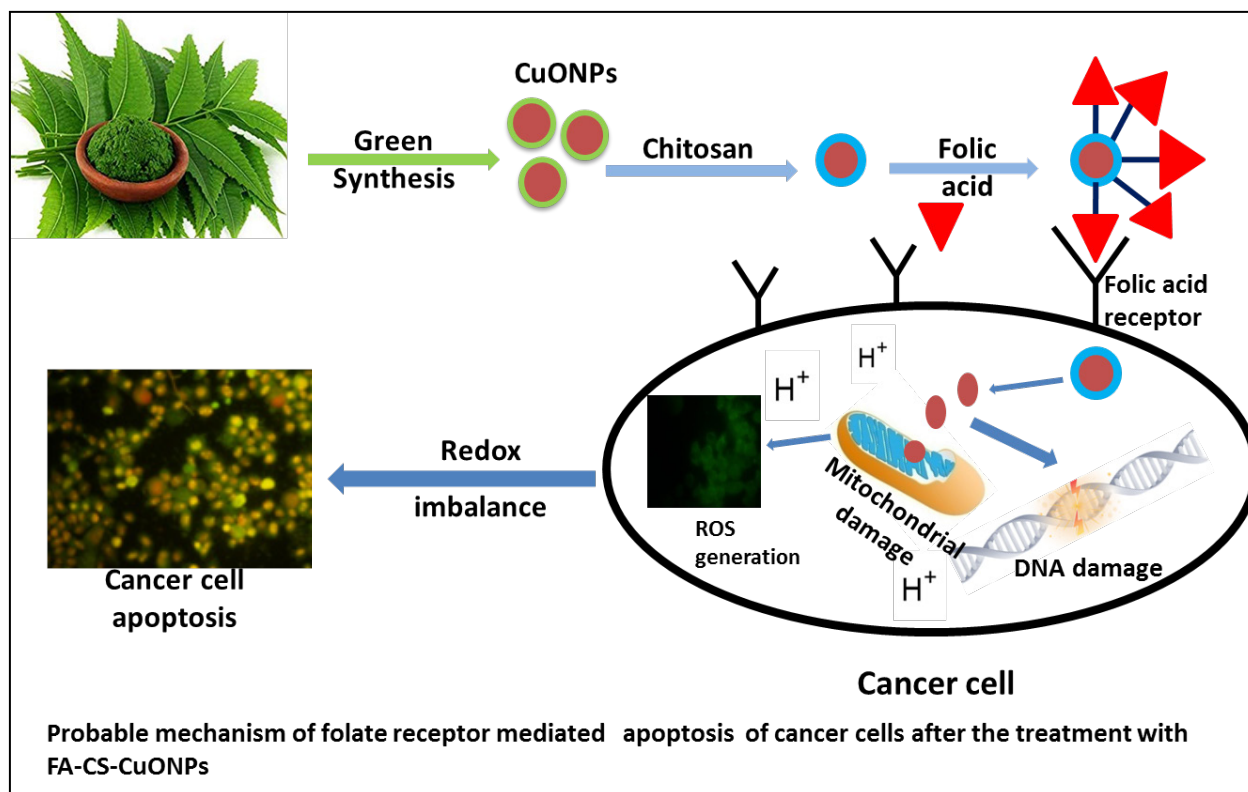 CuONPs
Green
Synthesis
Chitosan
Folic
acid
Folic acid
receptor
H+
H+
Redox
imbalance
ROS
generation
Mitochondrial
damage
DNA damage
H+
Cancer cell
apoptosis
Cancer cell
Probable mechanism of folate receptor mediated apoptosis of cancer cells after the treatment with
FA-CS-CuONPs